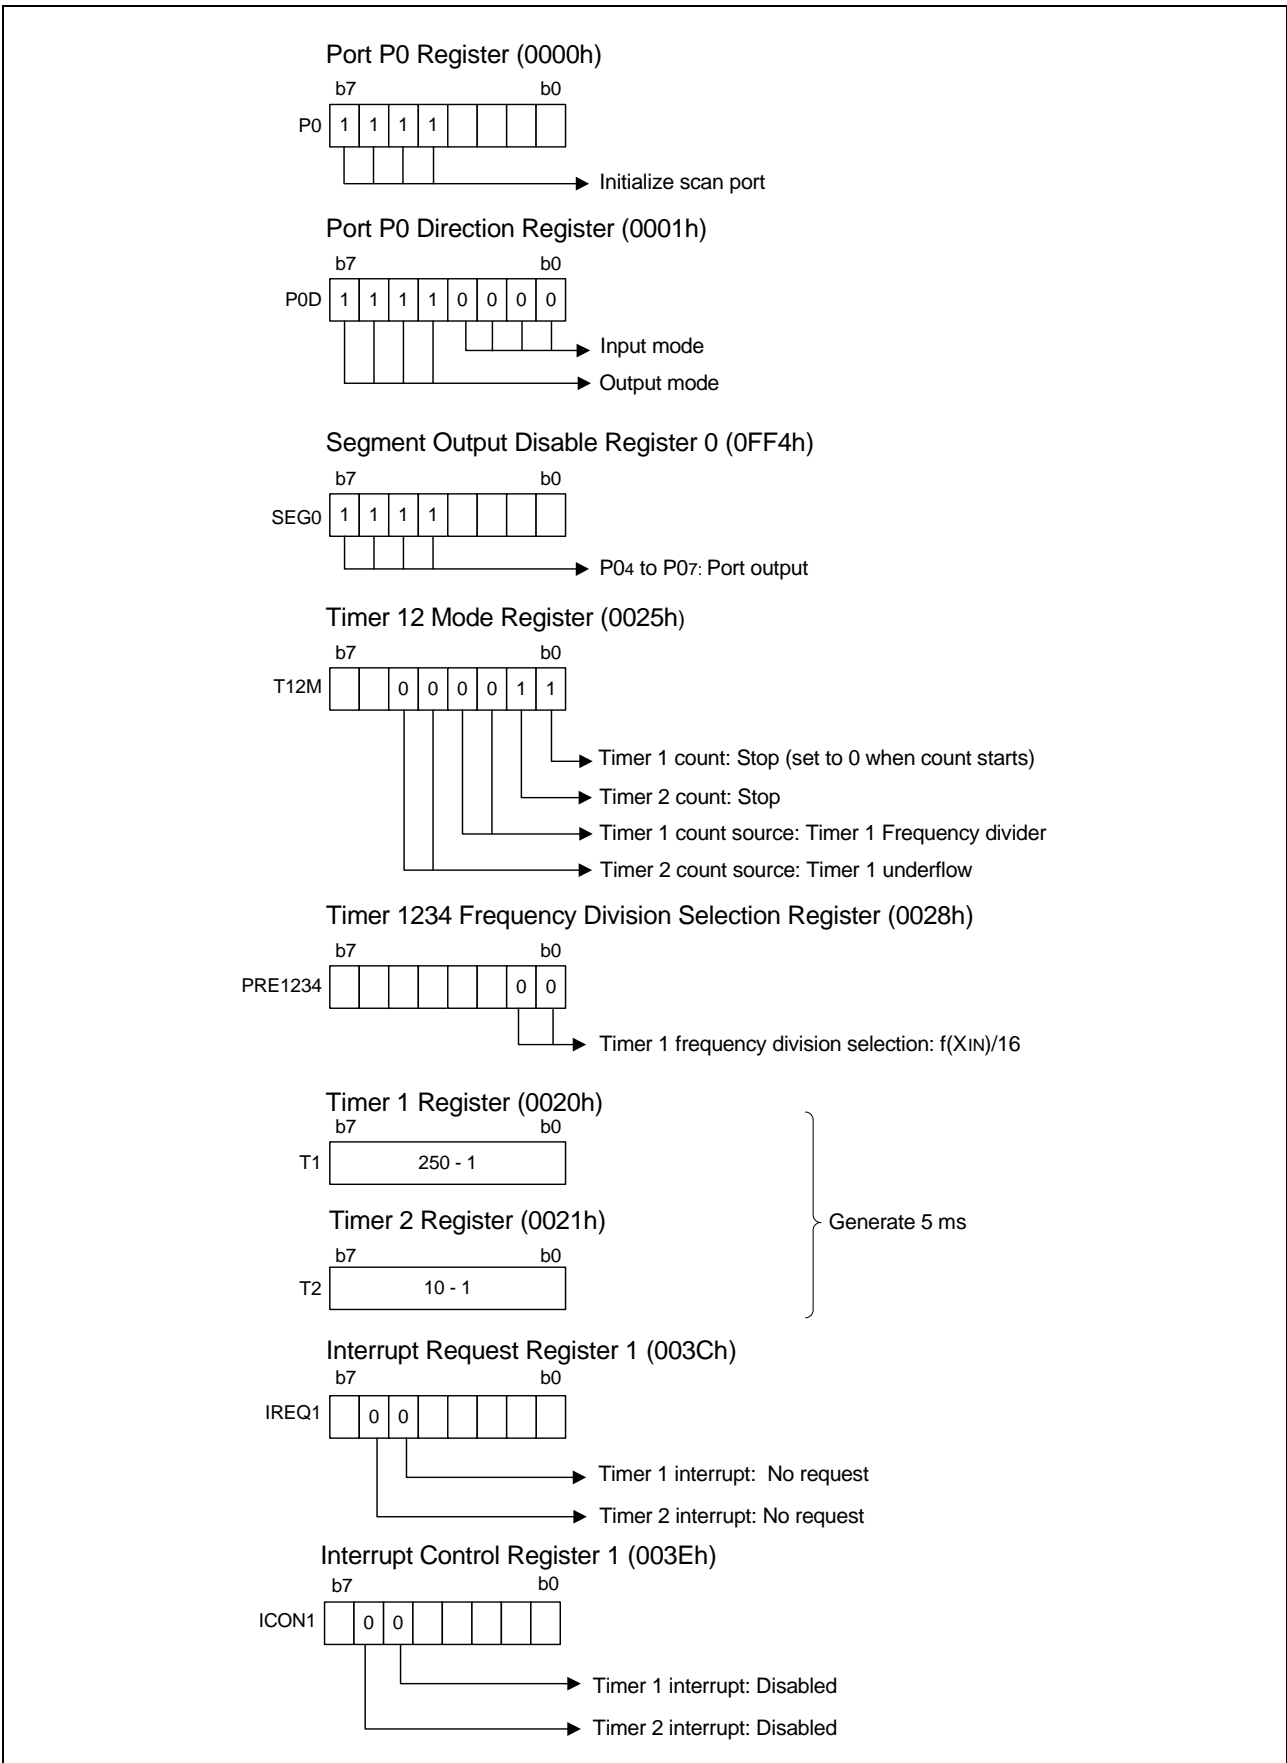 Port P0 Register (0000h)
b7 b0
P0 1 1 1 1
Initialize scan port
Port P0 Direction Register (0001h)
b7 b0
P0D 1 1 1 1 0 0 0 0
Input mode
Output mode
Segment Output Disable Register 0 (0FF4h)
b7 b0
SEG0 1 1 1 1
P04 to P07: Port output
Timer 12 Mode Register (0025h)
b7 b0
T12M 0 0 0 0 1 1
Timer 1 count: Stop (set to 0 when count starts)
Timer 2 count: Stop
Timer 1 count source: Timer 1 Frequency divider
Timer 2 count source: Timer 1 underflow
Timer 1234 Frequency Division Selection Register (0028h)
b7 b0
PRE1234 0 0
Timer 1 frequency division selection: f(XIN)/16
Timer 1 Register (0020h)
b7 b0
T1 250 - 1
Timer 2 Register (0021h)
Generate 5 ms
b7 b0
T2 10 - 1
Interrupt Request Register 1 (003Ch)
b7 b0
IREQ1 0 0
Timer 1 interrupt: No request
Timer 2 interrupt: No request
Interrupt Control Register 1 (003Eh)
b7 b0
ICON1 0 0
Timer 1 interrupt: Disabled
Timer 2 interrupt: Disabled